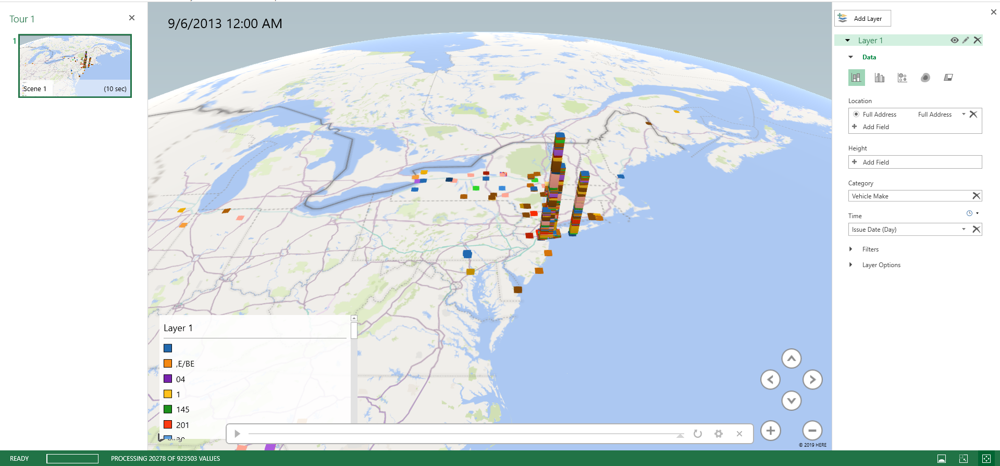 Tour 1
1
Scene 1
(10 sec)
9/6/2013 12:00 AM
Layer 1
,E/BE
04
1
145
201
© 2019 HERE
Add Layer
Layer 1
Data
Location
Full Address Full Address
Add Field
Height
Add Field
Category
Vehicle Make
Time
Issue Date (Day)
Filters
Layer Options
READY
PROCESSING 20278 OF 923503 VALUES